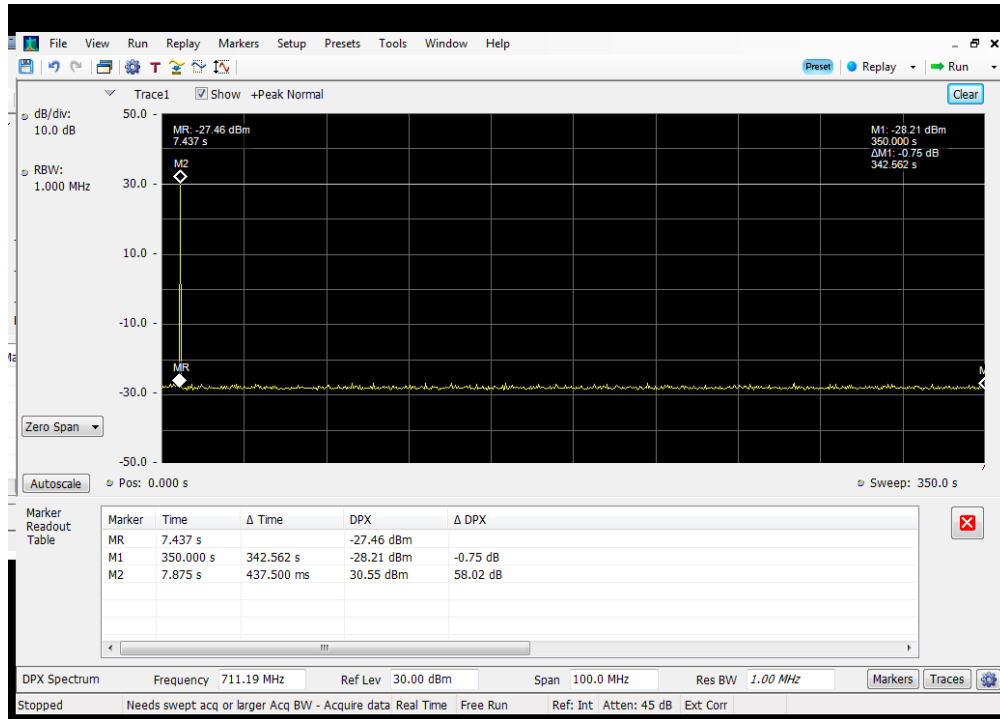 File View Run Replay Markers Setup Presets Tools Window Help
T Preset Replay Run
Trace1 Show +Peak Normal Clear
dB/div:
10.0 dB
RBW:
1.000 MHz
50.0
30.0
10.0
-10.0
-30.0
-50.0
MR: -27.46 dBm
7.437 s
M2
M1: -28.21 dBm
350.000 s
ΔM1: -0.75 dB
342.562 s
MR
M
Zero Span
Autoscale Pos: 0.000 s Sweep: 350.0 s
Marker
Readout
Table
Marker Time Δ Time DPX Δ DPX
MR 7.437 s -27.46 dBm
M1 350.000 s 342.562 s -28.21 dBm -0.75 dB
M2 7.875 s 437.500 ms 30.55 dBm 58.02 dB
DPX Spectrum Frequency 711.19 MHz Ref Lev 30.00 dBm Span 100.0 MHz Res BW 1.00 MHz Markers Traces
Stopped Needs swept acq or larger Acq BW - Acquire data Real Time Free Run Ref: Int Atten: 45 dB Ext Corr